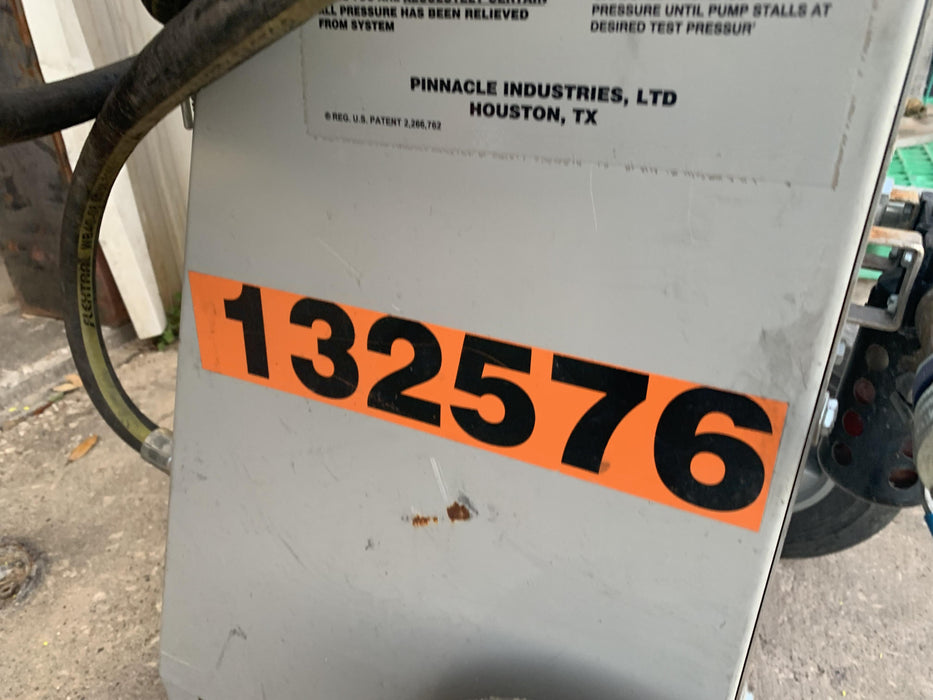 ALL PRESSURE HAS BEEN RELIEVED
FROM SYSTEM
PRESSURE UNTIL PUMP STALLS AT
DESIRED TEST PRESSUR
PINNACLE INDUSTRIES, LTD
HOUSTON, TX
® REG. U.S. PATENT 2,266,762
132576
FLEXTRAL